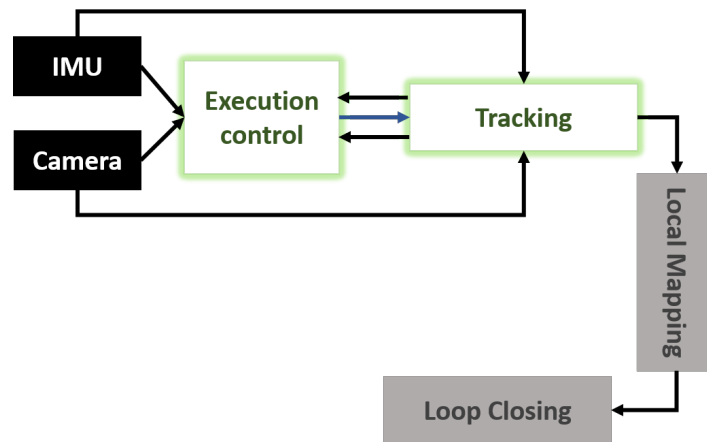 IMU
Execution
control
Tracking
Camera
Local Mapping
Loop Closing